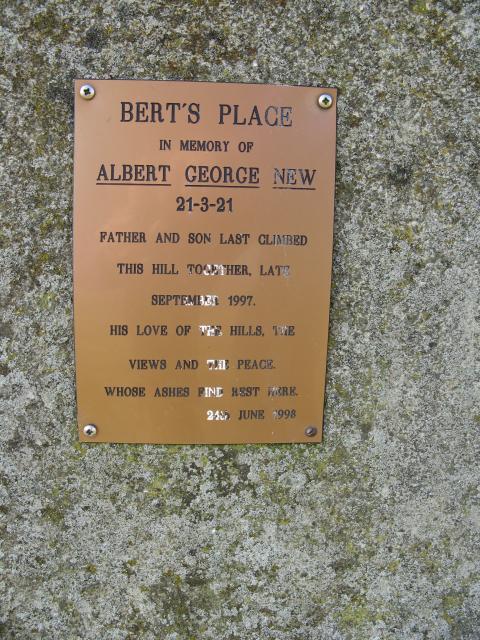 BERT'S PLACE
IN MEMORY OF
ALBERT GEORGE NEW
21-3-21
FATHER AND SON LAST CLIMBED
THIS HILL TOGETHER, LATE
SEPTEMBER 1997.
HIS LOVE OF THE HILLS, THE
VIEWS AND THE PEACE.
WHOSE ASHES FIND REST HERE.
24th JUNE 1998